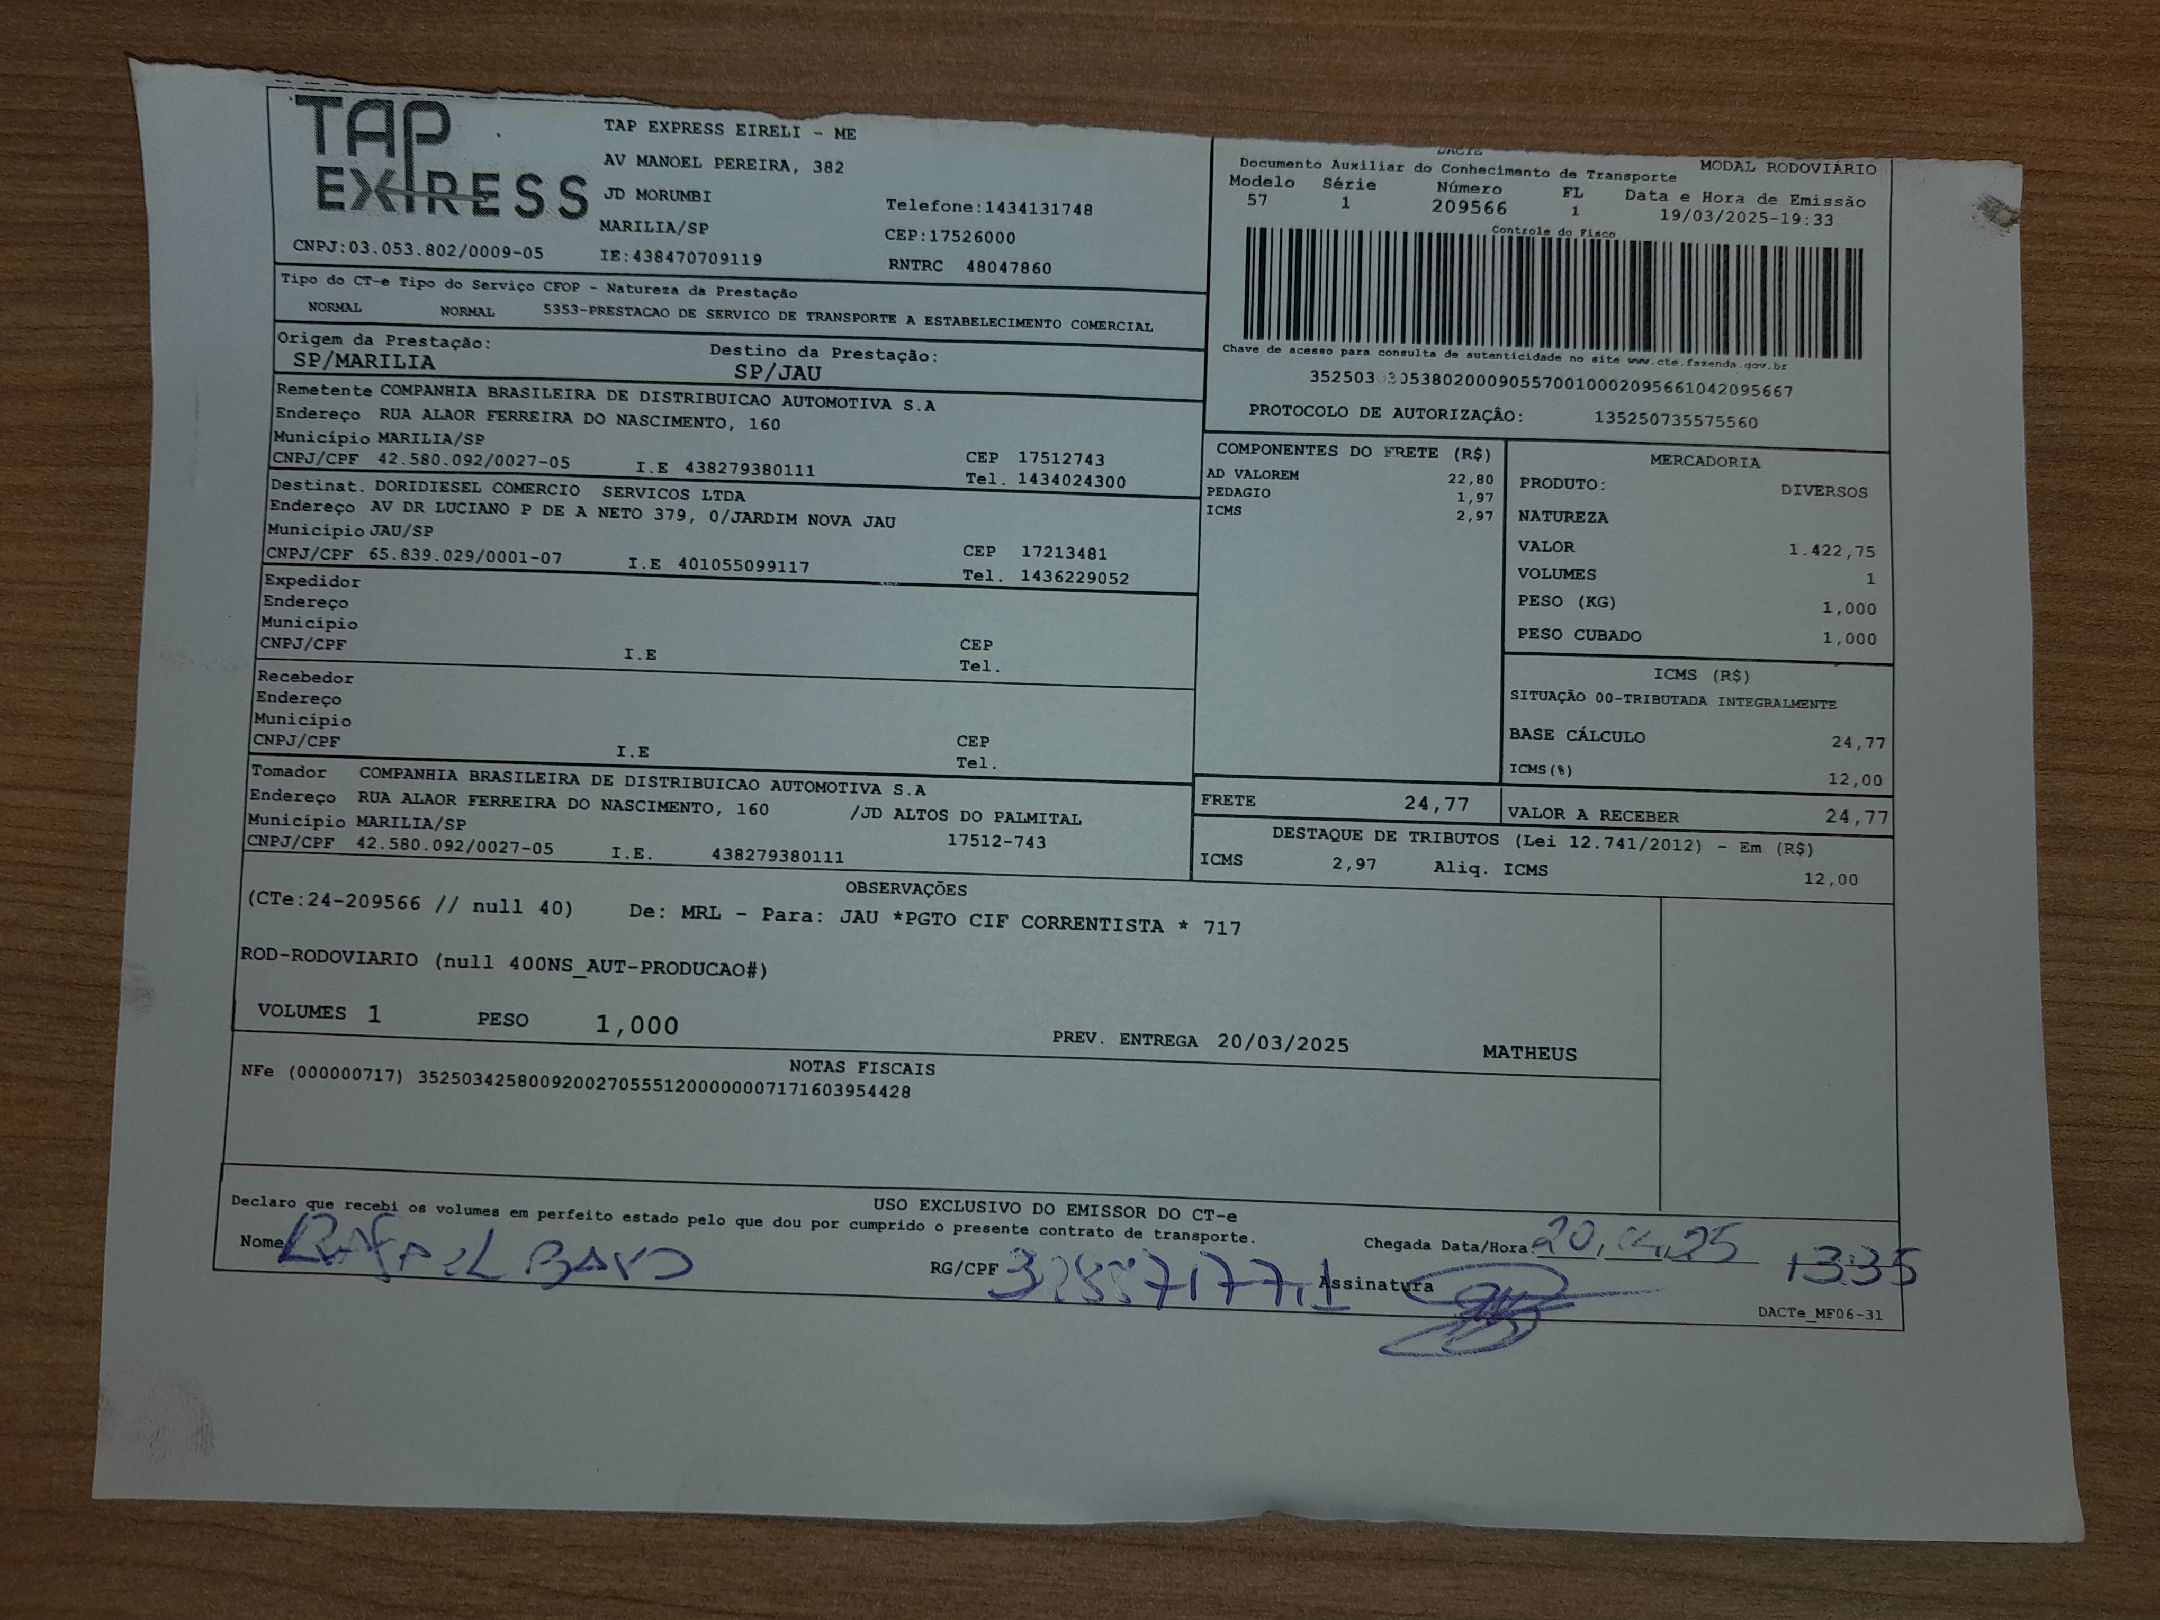 TAP
EXPRESS
CNPJ:03.053.802/0009-05
TAP EXPRESS EIRELI - ME
AV MANOEL PEREIRA, 382
JD MORUMBI
MARILIA/SP
IE:438470709119
Telefone:1434131748
CEP:17526000
RNTRC 48047860
DACTE
MODAL RODOVIÁRIO
Documento Auxiliar do Conhecimento de Transporte
Modelo Série Número FL Data e Hora de Emissão
57 1 209566 1 19/03/2025-19:33
Controle do Fisco
Chave de acesso para consulta de autenticidade no site www.cte.fazenda.gov.br
PROTOCOLO DE AUTORIZAÇÂO: 135250735575560
Tipo do CT-e Tipo do Serviço CFOP - Natureza da Prestação
NORMAL NORMAL 5353-PRESTACAO DE SERVICO DE TRANSPORTE A ESTABELECIMENTO COMERCIAL
Origem da Prestação: Destino da Prestação:
SP/MARILIA SP/JAU
Remetente COMPANHIA BRASILEIRA DE DISTRIBUICAO AUTOMOTIVA S.A
Endereço RUA ALAOR FERREIRA DO NASCIMENTO, 160
Município MARILIA/SP CEP 17512743
CNPJ/CPF 42.580.092/0027-05 I.E 438279380111 Tel. 1434024300
Destinat. DORIDIESEL COMERCIO SERVICOS LTDA
Endereço AV DR LUCIANO P DE A NETO 379, 0/JARDIM NOVA JAU
Município JAU/SP CEP 17213481
CNPJ/CPF 65.839.029/0001-07 I.E 401055099117 Tel. 1436229052
Expedidor
Endereço
Município CEP
CNPJ/CPF I.E Tel.
Recebedor
Endereço
Município CEP
CNPJ/CPF I.E Tel.
Tomador COMPANHIA BRASILEIRA DE DISTRIBUICAO AUTOMOTIVA S.A
Endereço RUA ALAOR FERREIRA DO NASCIMENTO, 160 /JD ALTOS DO PALMITAL
Município MARILIA/SP 17512-743
CNPJ/CPF 42.580.092/0027-05 I.E. 438279380111
COMPONENTES DO FRETE (R$)
AD VALOREM 22,80
PEDAGIO 1,97
ICMS 2,97
MERCADORIA
PRODUTO: DIVERSOS
NATUREZA
VALOR 1.422,75
VOLUMES 1
PESO (KG) 1,000
PESO CUBADO 1,000
ICMS (R$)
SITUAÇÃO 00-TRIBUTADA INTEGRALMENTE
BASE CÁLCULO 24,77
ICMS(%) 12,00
FRETE 24,77 VALOR A RECEBER 24,77
DESTAQUE DE TRIBUTOS (Lei 12.741/2012) - Em (R$)
ICMS 2,97 Aliq. ICMS 12,00
OBSERVAÇÕES
(CTe:24-209566 // null 40) De: MRL - Para: JAU *PGTO CIF CORRENTISTA * 717
ROD-RODOVIARIO (null 400NS_AUT-PRODUCAO#)
VOLUMES 1 PESO 1,000 PREV. ENTREGA 20/03/2025 MATHEUS
NOTAS FISCAIS
NFe (000000717) 35250342580092002705551200000007171603954428
USO EXCLUSIVO DO EMISSOR DO CT-e
Declaro que recebi os volumes em perfeito estado pelo que dou por cumprido o presente contrato de transporte.
Nome RAFAEL RG/CPF Assinatura Chegada Data/Hora: 13:35
DACTe_MF06-31